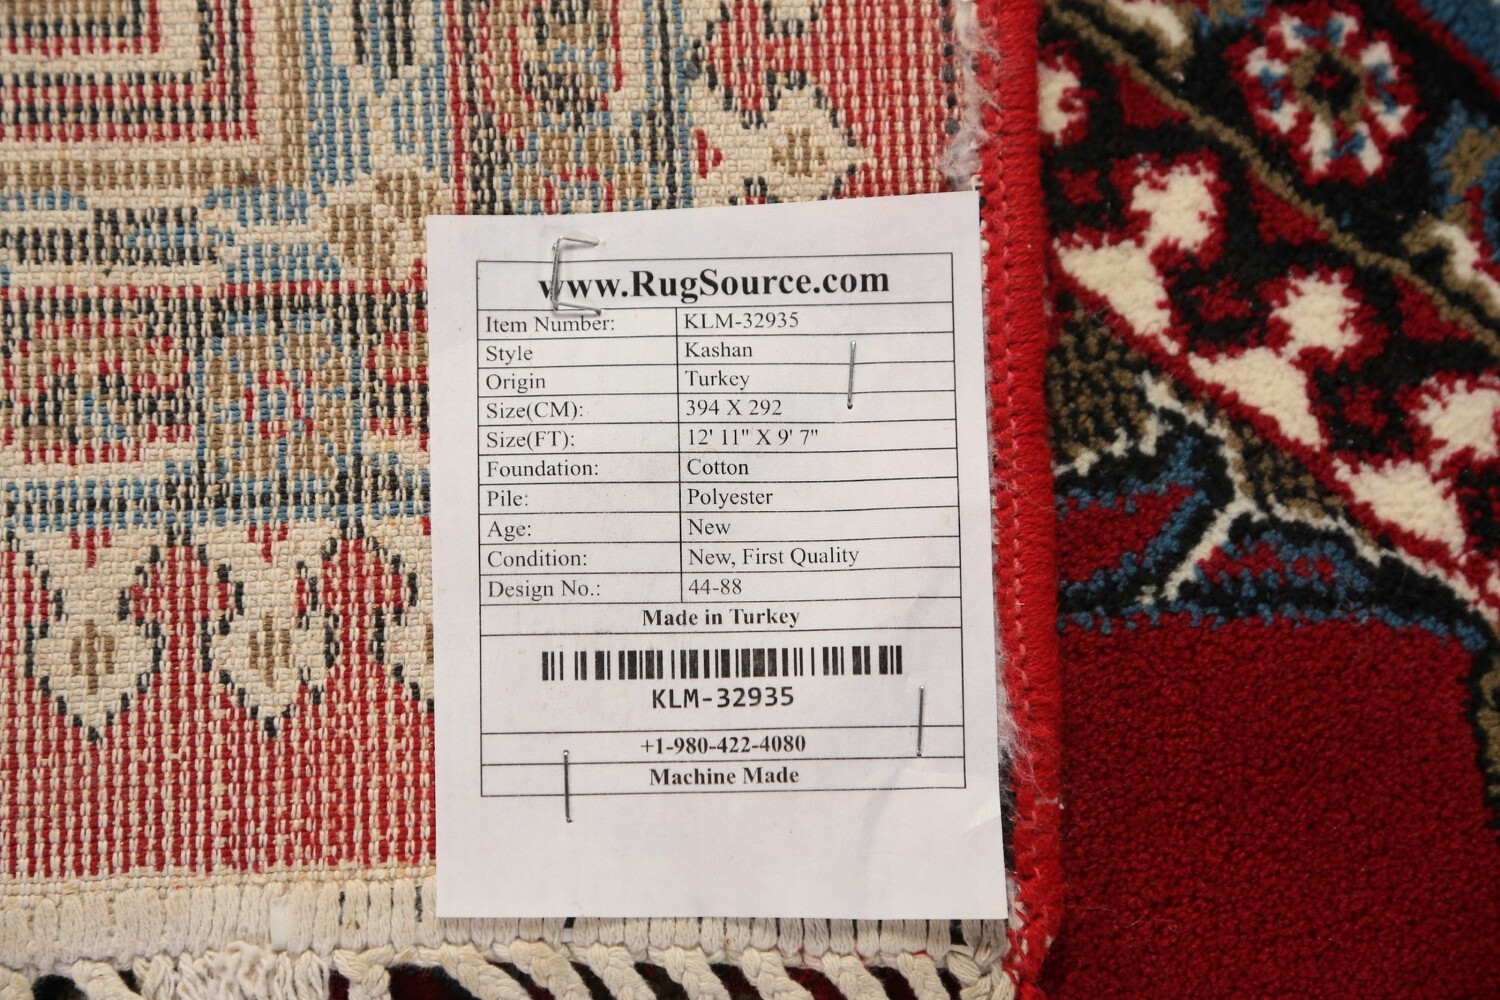 www.RugSource.com
Item Number: KLM-32935
Style Kashan
Origin Turkey
Size(CM): 394 X 292
Size(FT): 12' 11" X 9' 7"
Foundation: Cotton
Pile: Polyester
Age: New
Condition: New, First Quality
Design No.: 44-88
Made in Turkey
KLM-32935
+1-980-422-4080
Machine Made